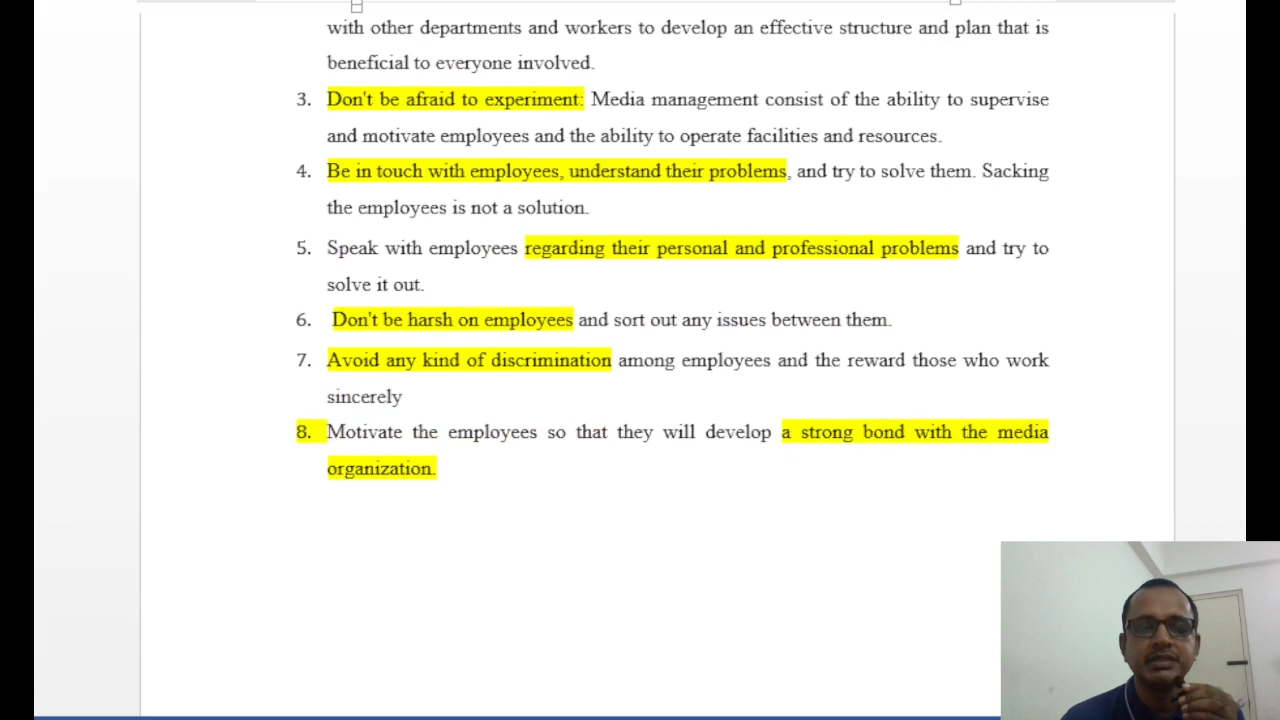 with other departments and workers to develop an effective structure and plan that is
beneficial to everyone involved.
3. Don't be afraid to experiment: Media management consist of the ability to supervise
and motivate employees and the ability to operate facilities and resources.
4. Be in touch with employees, understand their problems, and try to solve them. Sacking
the employees is not a solution.
5. Speak with employees regarding their personal and professional problems and try to
solve it out.
6. Don't be harsh on employees and sort out any issues between them.
7. Avoid any kind of discrimination among employees and the reward those who work
sincerely
8. Motivate the employees so that they will develop a strong bond with the media
organization.